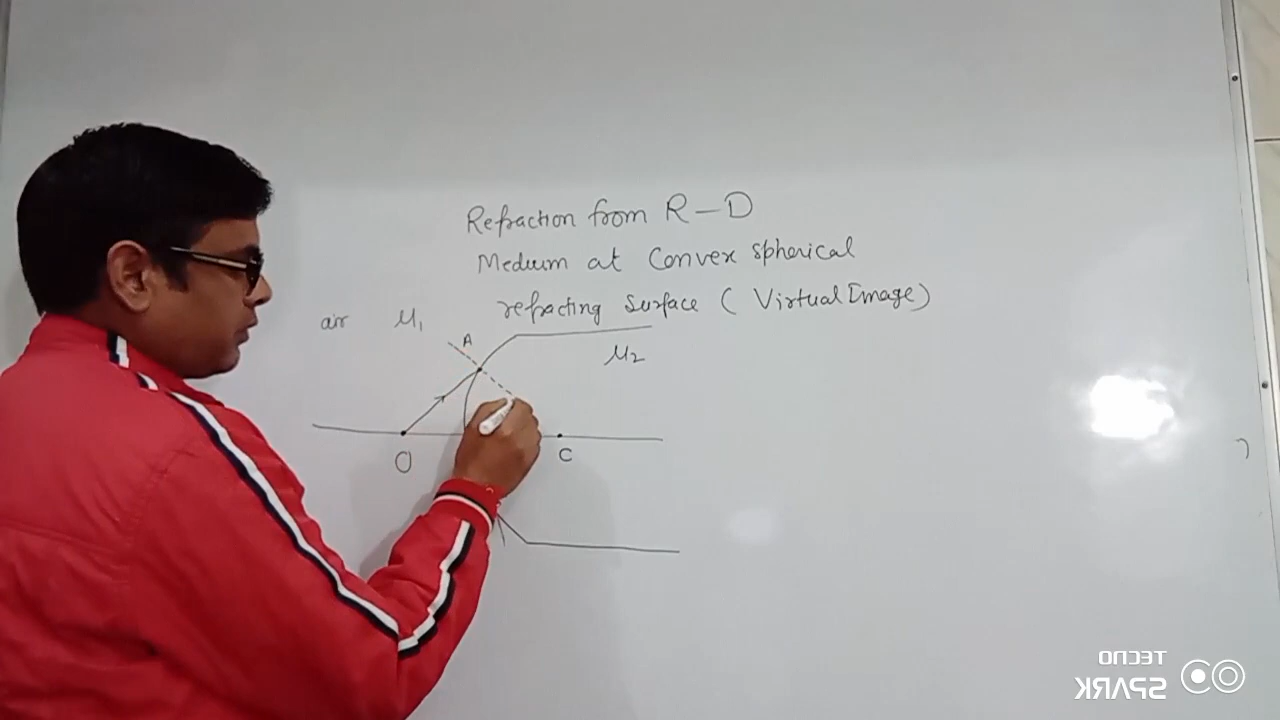 Refraction from R-D
Medium at Convex Spherical
refracting surface ( Virtual Image)
air μ₁
A
μ₂
O
C
TECNO
SPARK